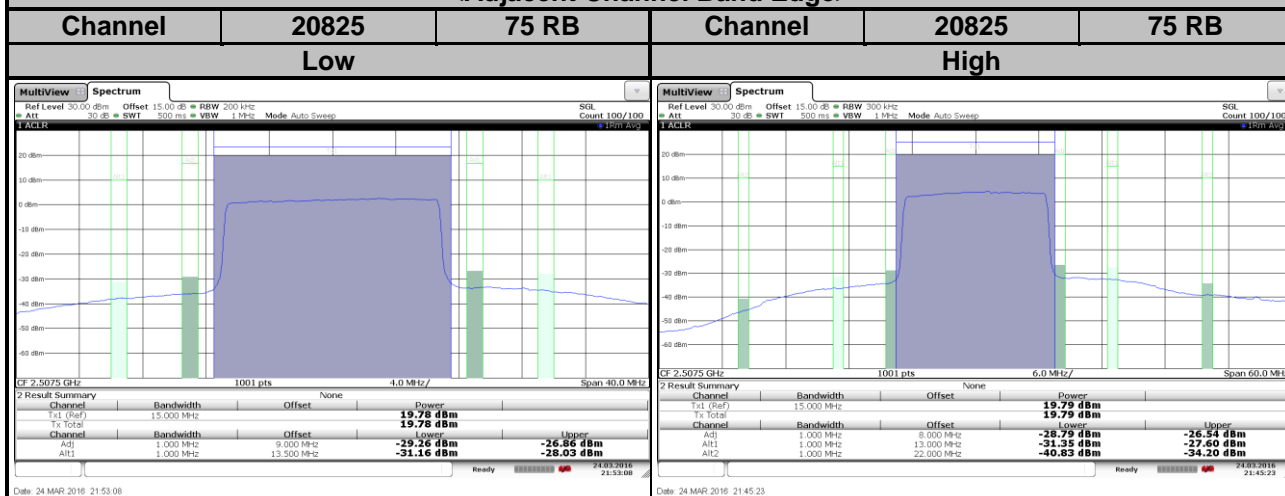 <Adjacent Channel Band Edge>
Channel 20825 75 RB Channel 20825 75 RB
Low High
MultiView Spectrum
Ref Level 30.00 dBm Offset 15.00 dB RBW 200 kHz SGL
Att 30 dB SWT 500 ms VBW 1 MHz Mode Auto Sweep Count 100/100
1 ACLR 1Rm Avg
20 dBm
10 dBm
0 dBm
-10 dBm
-20 dBm
-30 dBm
-40 dBm
-50 dBm
-60 dBm
CF 2.5075 GHz 1001 pts 4.0 MHz/ Span 40.0 MHz
2 Result Summary None
Channel Bandwidth Offset Power
Tx1 (Ref) 15.000 MHz 19.78 dBm
Tx Total 19.78 dBm
Channel Bandwidth Offset Lower Upper
Adj 1.000 MHz 9.000 MHz -29.26 dBm -26.86 dBm
Alt1 1.000 MHz 13.500 MHz -31.16 dBm -28.03 dBm
Ready 24.03.2016
21:53:08
Date: 24 MAR 2016 21:53:08
MultiView Spectrum
Ref Level 30.00 dBm Offset 15.00 dB RBW 300 kHz SGL
Att 30 dB SWT 500 ms VBW 1 MHz Mode Auto Sweep Count 100/100
1 ACLR 1Rm Avg
20 dBm
10 dBm
0 dBm
-10 dBm
-20 dBm
-30 dBm
-40 dBm
-50 dBm
-60 dBm
CF 2.5075 GHz 1001 pts 6.0 MHz/ Span 60.0 MHz
2 Result Summary None
Channel Bandwidth Offset Power
Tx1 (Ref) 15.000 MHz 19.79 dBm
Tx Total 19.79 dBm
Channel Bandwidth Offset Lower Upper
Adj 1.000 MHz 8.000 MHz -28.79 dBm -26.54 dBm
Alt1 1.000 MHz 13.000 MHz -31.35 dBm -27.60 dBm
Alt2 1.000 MHz 22.000 MHz -40.83 dBm -34.20 dBm
Ready 24.03.2016
21:45:23
Date: 24 MAR 2016 21:45:23